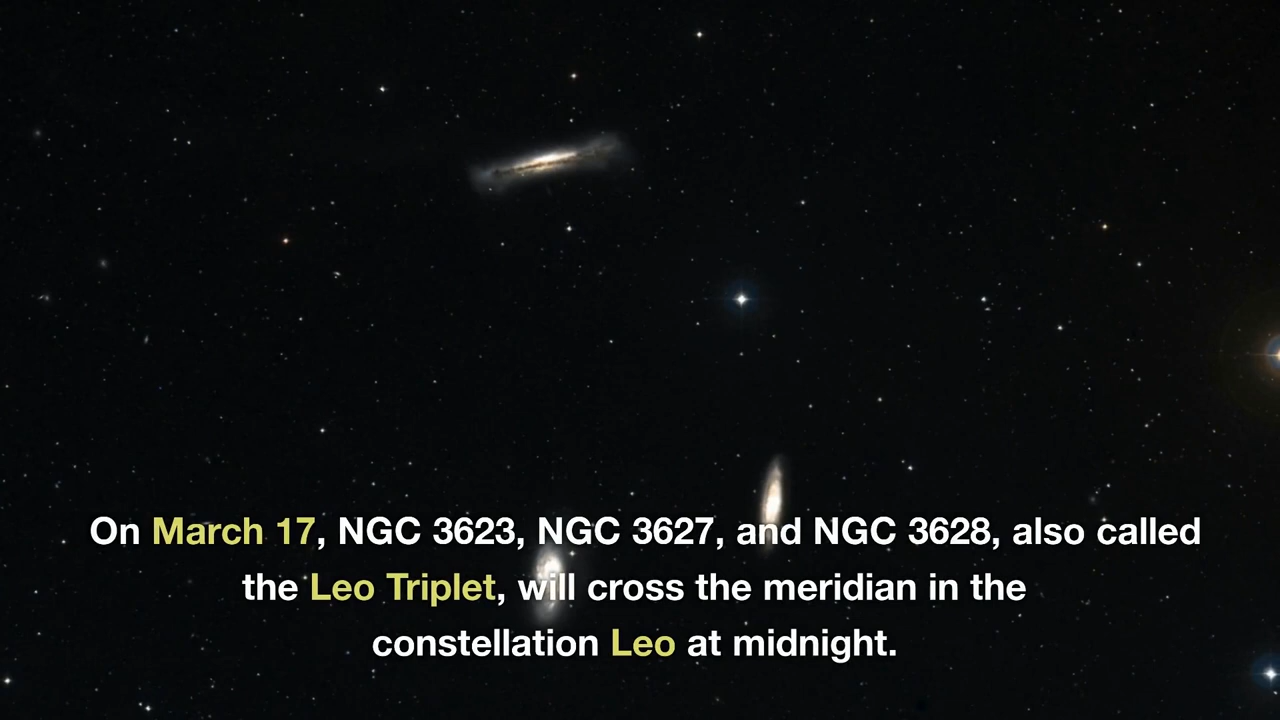 On March 17, NGC 3623, NGC 3627, and NGC 3628, also called
the Leo Triplet, will cross the meridian in the
constellation Leo at midnight.